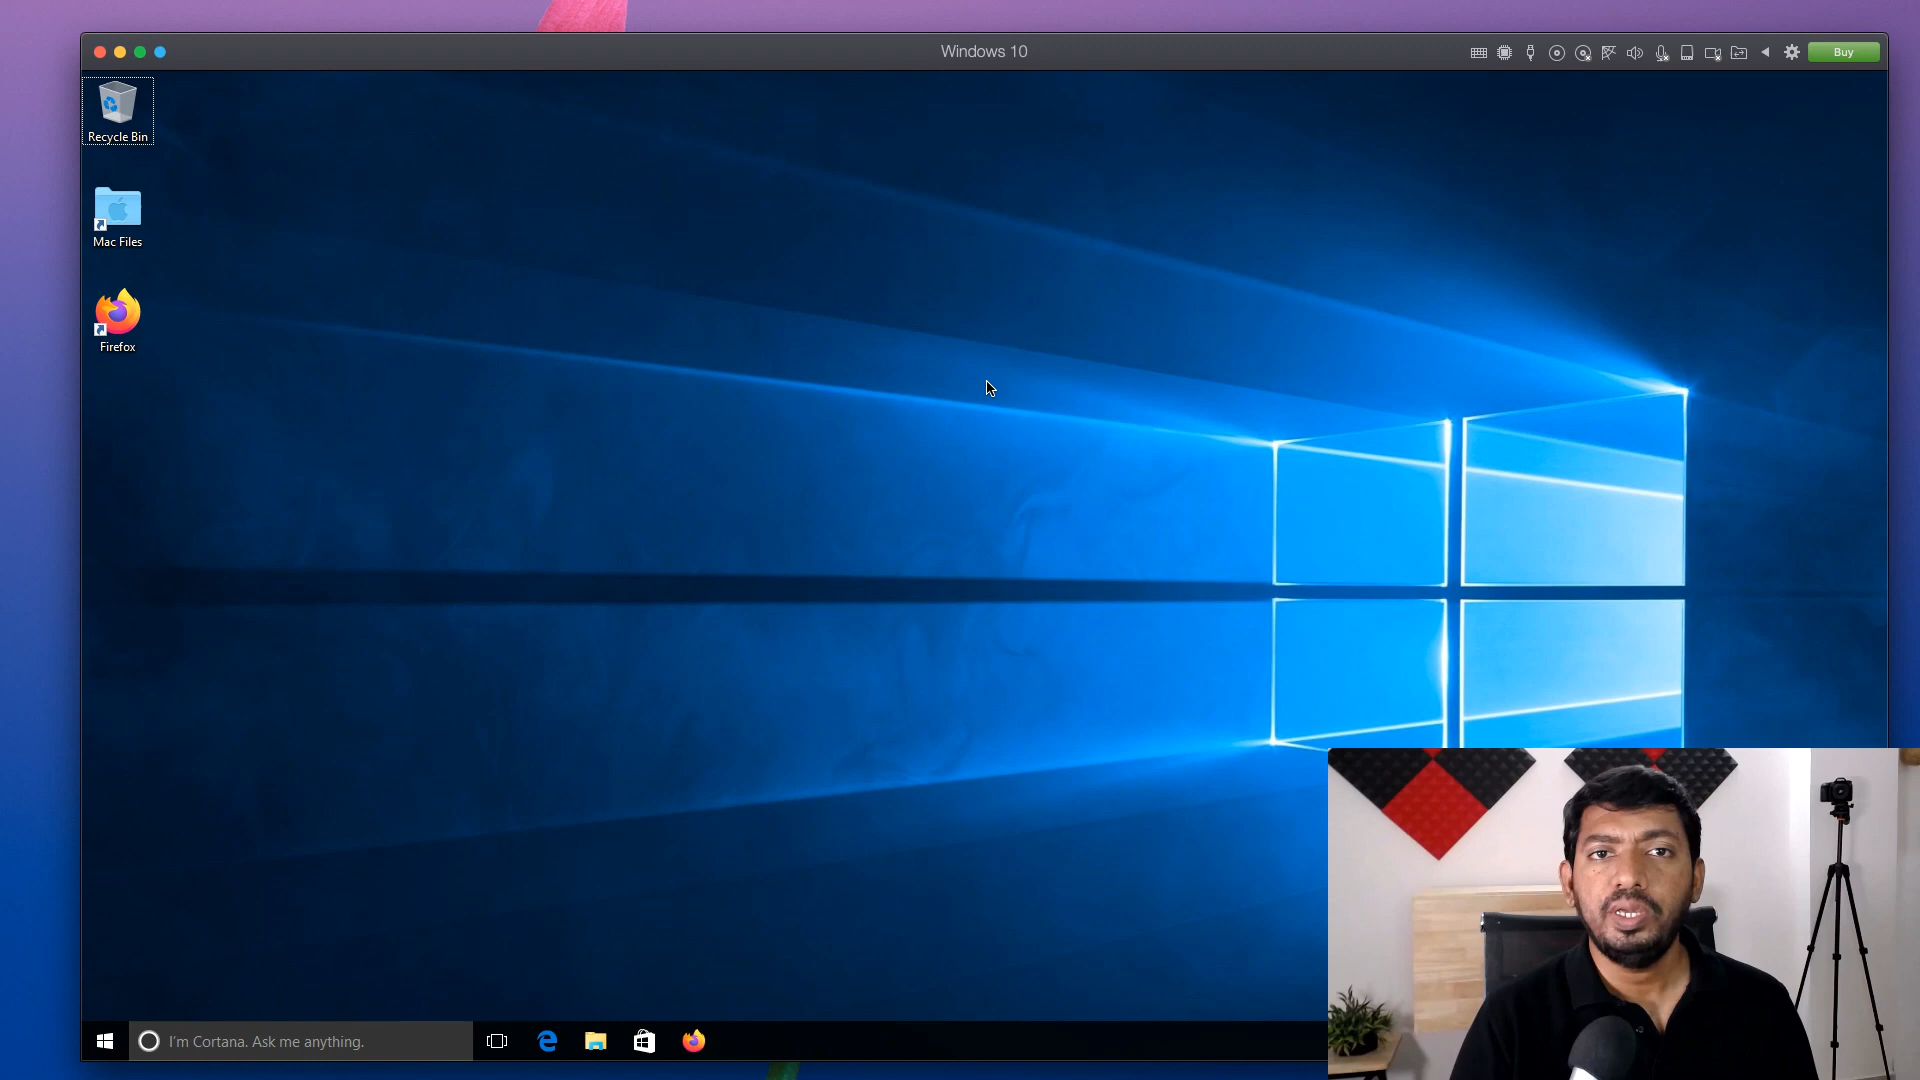 Windows 10
Buy
Recycle Bin
Mac Files
Firefox
I'm Cortana. Ask me anything.